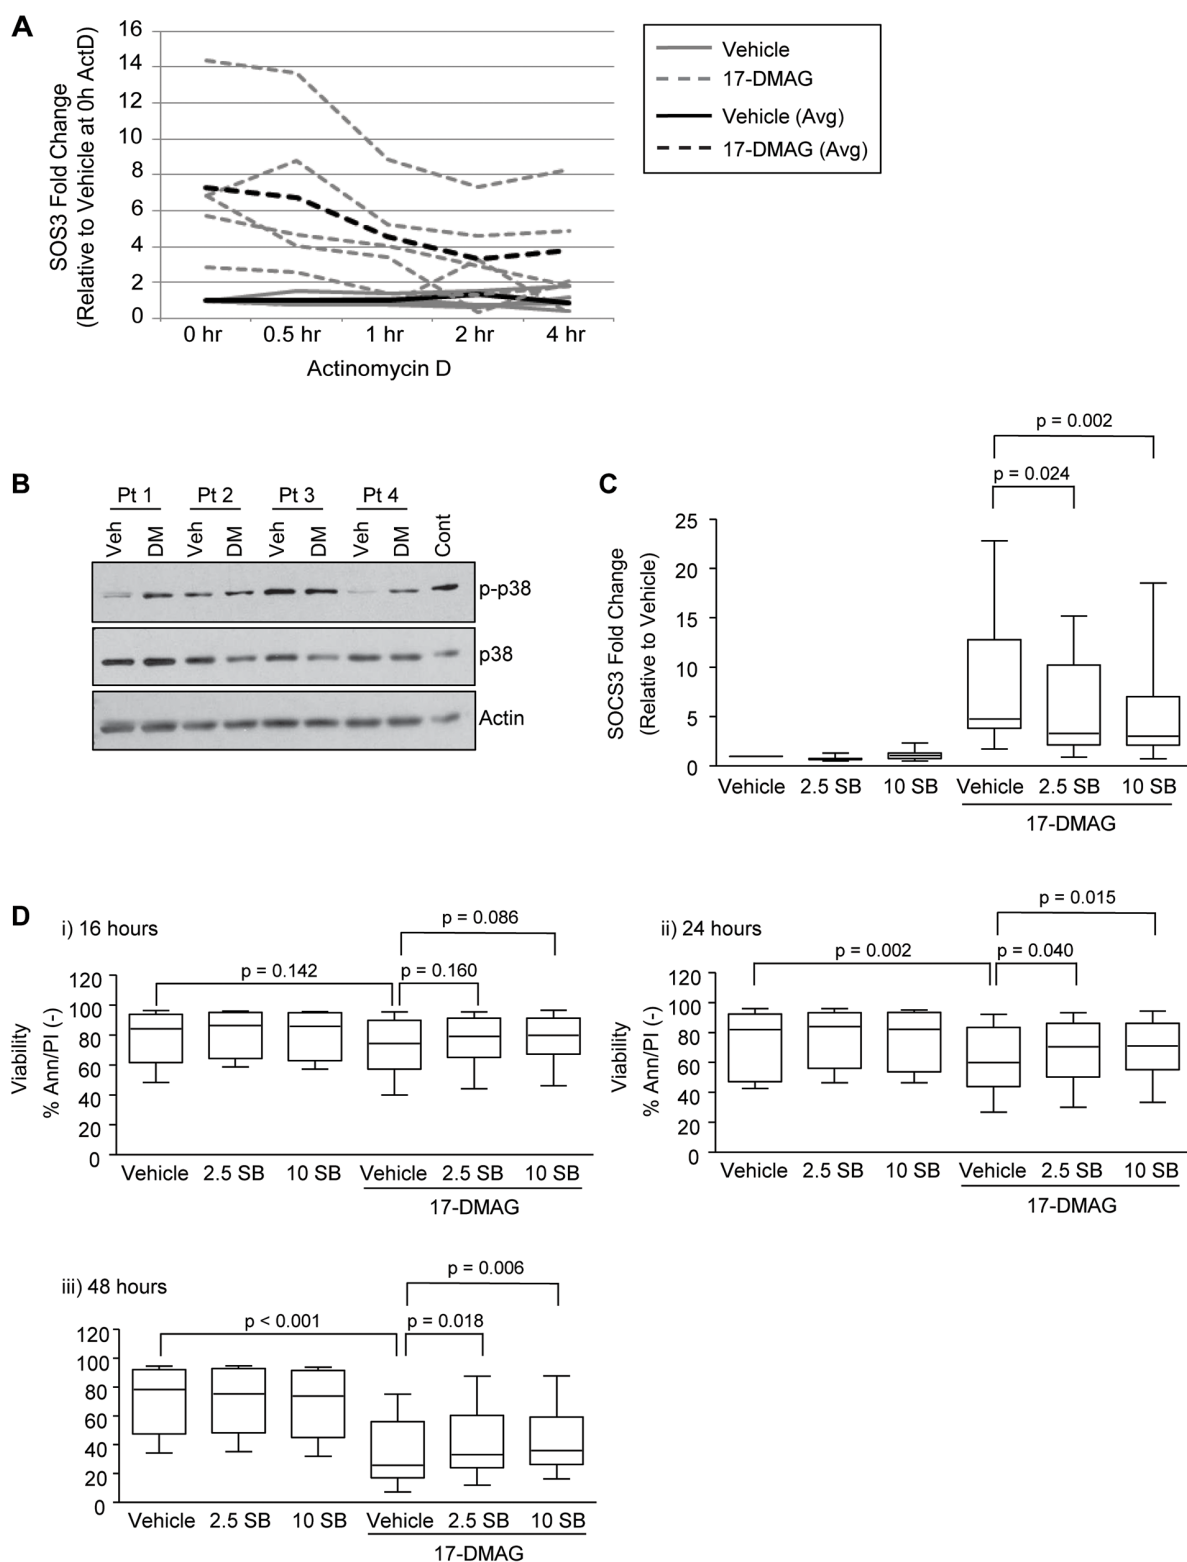 A
SOS3 Fold Change
(Relative to Vehicle at 0h ActD)
16
14
12
10
8
6
4
2
0
0 hr 0.5 hr 1 hr 2 hr 4 hr
Actinomycin D
Vehicle
17-DMAG
Vehicle (Avg)
17-DMAG (Avg)
B
Pt 1 Pt 2 Pt 3 Pt 4
Veh DM Veh DM Veh DM Veh DM Cont
p-p38
p38
Actin
C
p = 0.002
p = 0.024
SOCS3 Fold Change
(Relative to Vehicle)
25
20
15
10
5
0
Vehicle 2.5 SB 10 SB Vehicle 2.5 SB 10 SB
17-DMAG
D
i) 16 hours
p = 0.086
p = 0.142 p = 0.160
Viability
% Ann/PI (-)
120
100
80
60
40
20
0
Vehicle 2.5 SB 10 SB Vehicle 2.5 SB 10 SB
17-DMAG
ii) 24 hours
p = 0.015
p = 0.002 p = 0.040
Viability
% Ann/PI (-)
120
100
80
60
40
20
0
Vehicle 2.5 SB 10 SB Vehicle 2.5 SB 10 SB
17-DMAG
iii) 48 hours
p = 0.006
p < 0.001 p = 0.018
120
100
80
60
40
20
0
Vehicle 2.5 SB 10 SB Vehicle 2.5 SB 10 SB
17-DMAG